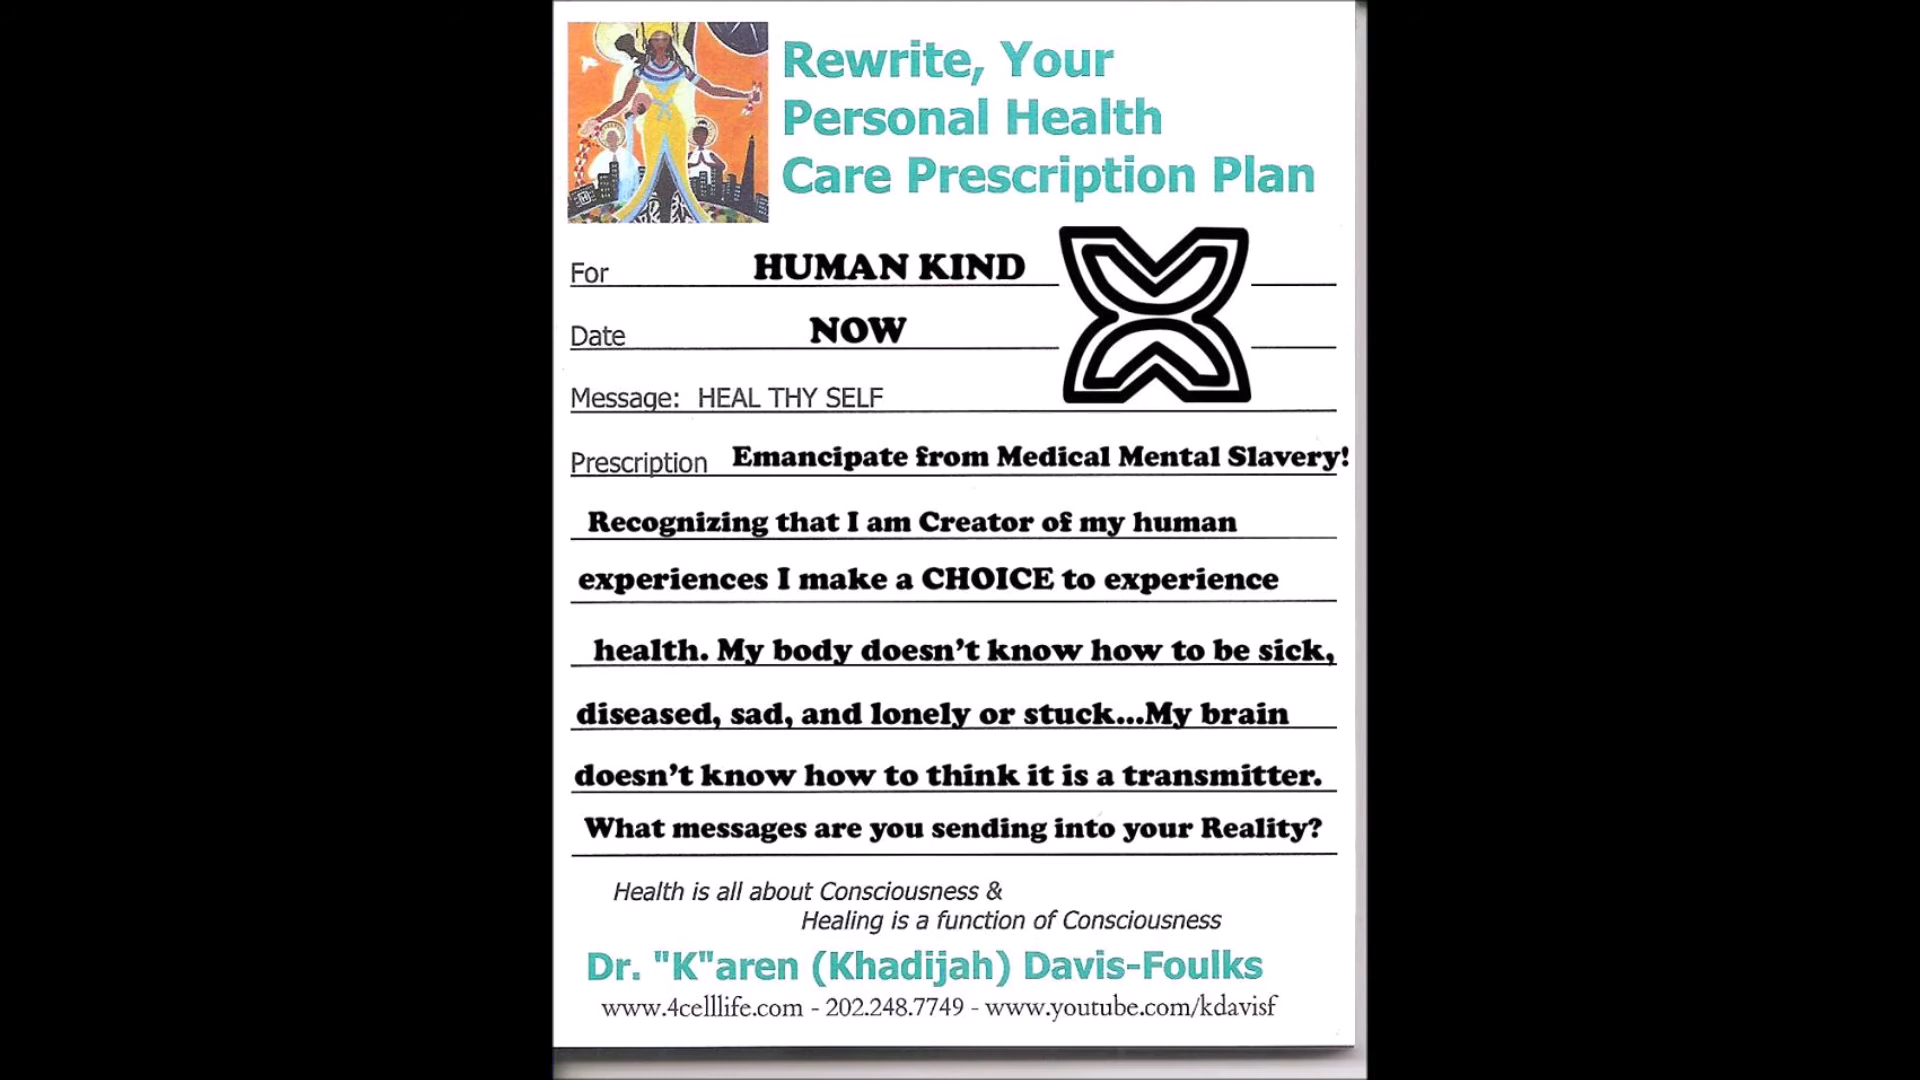 Rewrite, Your
Personal Health
Care Prescription Plan
For HUMAN KIND
Date NOW
Message: HEAL THY SELF
Prescription Emancipate from Medical Mental Slavery!
Recognizing that I am Creator of my human
experiences I make a CHOICE to experience
health. My body doesn't know how to be sick,
diseased, sad, and lonely or stuck...My brain
doesn't know how to think it is a transmitter.
What messages are you sending into your Reality?
Health is all about Consciousness &
Healing is a function of Consciousness
Dr. "K"aren (Khadijah) Davis-Foulks
www.4celllife.com - 202.248.7749 - www.youtube.com/kdavisf